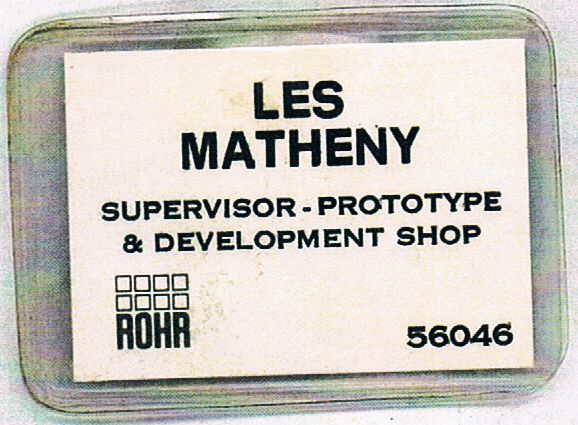 LES
MATHENY
SUPERVISOR - PROTOTYPE
& DEVELOPMENT SHOP
ROHR
56046